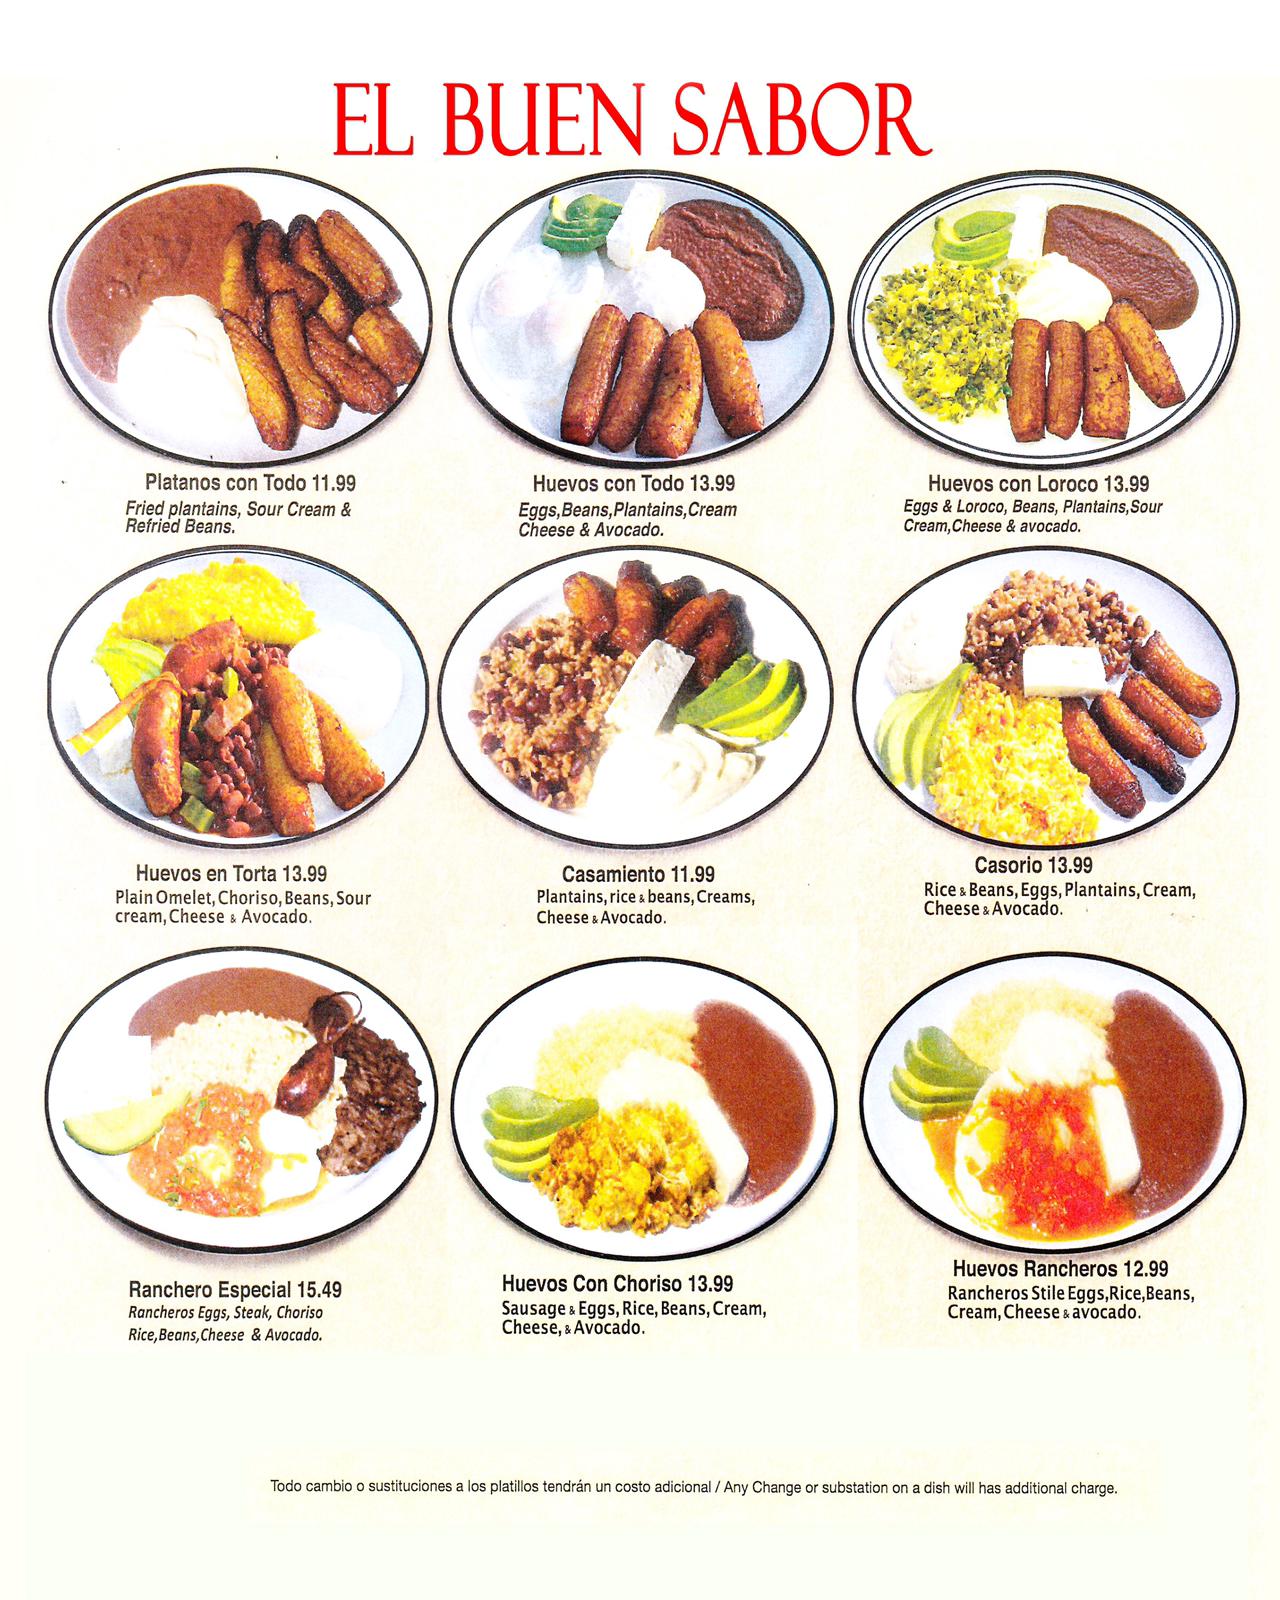 EL BUEN SABOR
Platanos con Todo 11.99
Fried plantains, Sour Cream &
Refried Beans.
Huevos con Todo 13.99
Eggs,Beans,Plantains,Cream
Cheese & Avocado.
Huevos con Loroco 13.99
Eggs & Loroco, Beans, Plantains,Sour
Cream,Cheese & avocado.
Huevos en Torta 13.99
Plain Omelet, Choriso, Beans, Sour
cream, Cheese & Avocado.
Casamiento 11.99
Plantains, rice & beans, Creams,
Cheese & Avocado.
Casorio 13.99
Rice & Beans, Eggs, Plantains, Cream,
Cheese & Avocado.
Ranchero Especial 15.49
Rancheros Eggs, Steak, Choriso
Rice,Beans,Cheese & Avocado.
Huevos Con Choriso 13.99
Sausage & Eggs, Rice, Beans, Cream,
Cheese, & Avocado.
Huevos Rancheros 12.99
Rancheros Stile Eggs,Rice,Beans,
Cream, Cheese & avocado.
Todo cambio o sustituciones a los platillos tendrán un costo adicional / Any Change or substation on a dish will has additional charge.